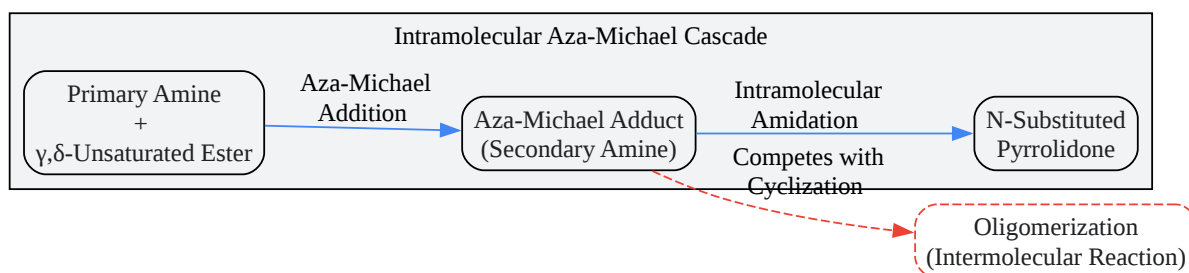 Intramolecular Aza-Michael Cascade
Primary Amine
+
γ,δ-Unsaturated Ester
Aza-Michael
Addition
Aza-Michael Adduct
(Secondary Amine)
Intramolecular
Amidation
Competes with
Cyclization
N-Substituted
Pyrrolidone
Oligomerization
(Intermolecular Reaction)